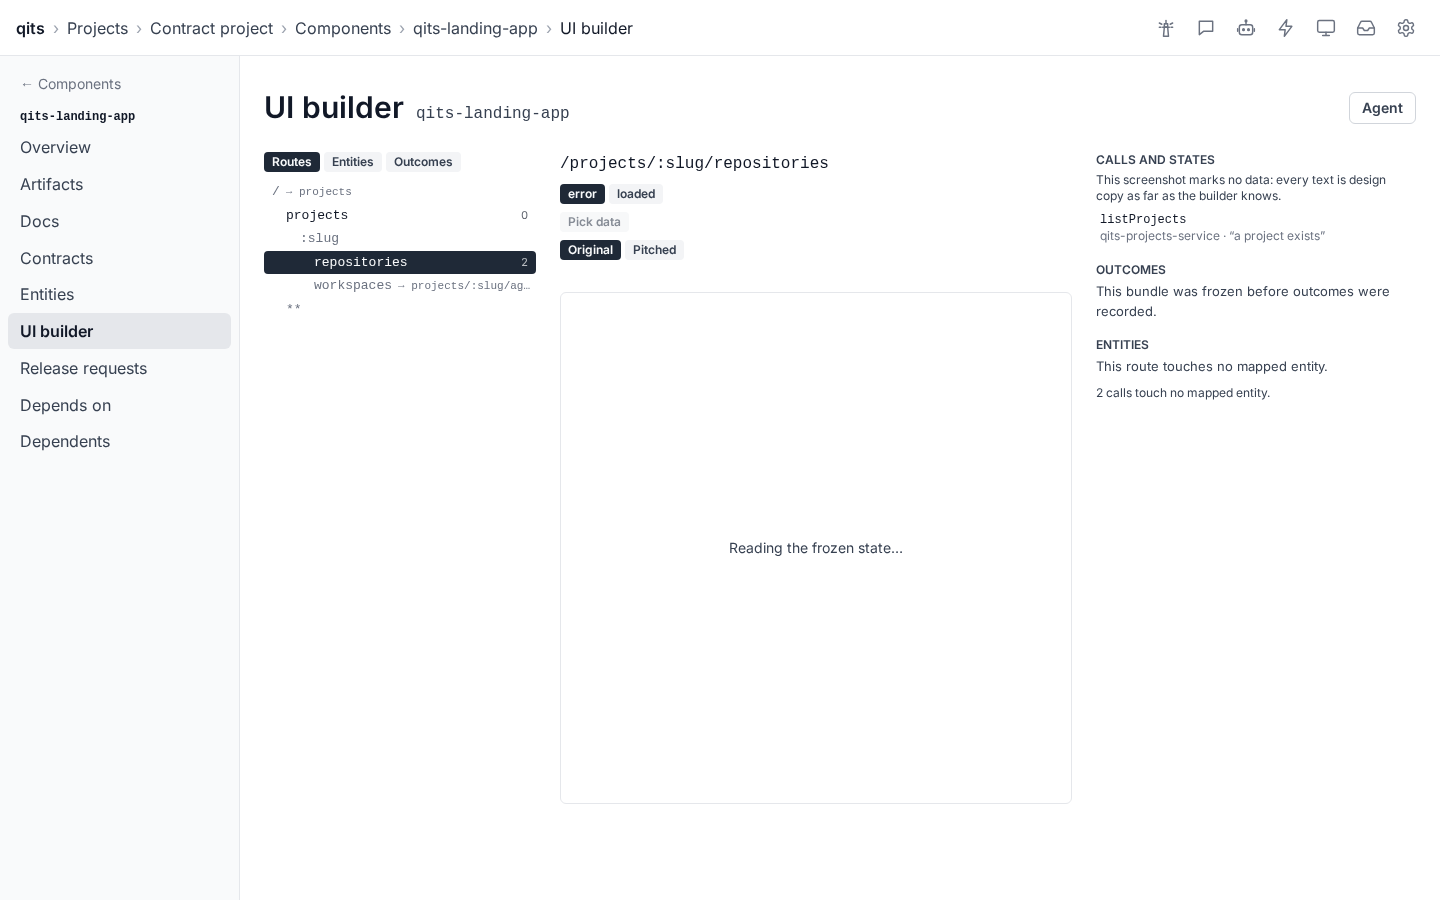 qits › Projects › Contract project › Components › qits-landing-app › UI builder
← Components
qits-landing-app
Overview
Artifacts
Docs
Contracts
Entities
UI builder
Release requests
Depends on
Dependents
UI builder qits-landing-app
Agent
Routes Entities Outcomes
/ → projects
projects 0
:slug
repositories 2
workspaces → projects/:slug/ag…
**
/projects/:slug/repositories
error loaded
Pick data
Original Pitched
Reading the frozen state…
CALLS AND STATES
This screenshot marks no data: every text is design
copy as far as the builder knows.
listProjects
qits-projects-service · “a project exists”
OUTCOMES
This bundle was frozen before outcomes were
recorded.
ENTITIES
This route touches no mapped entity.
2 calls touch no mapped entity.